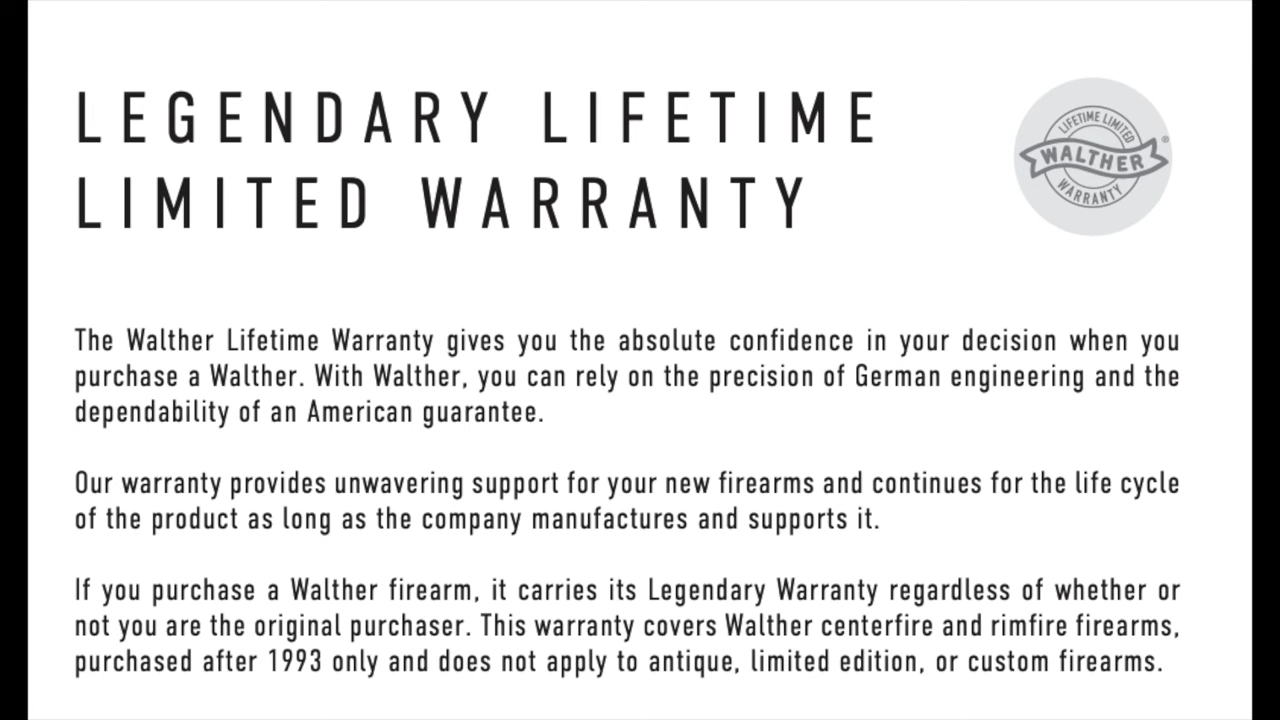 LEGENDARY LIFETIME
LIMITED WARRANTY
LIFETIME LIMITED
WALTHER®
WARRANTY
The Walther Lifetime Warranty gives you the absolute confidence in your decision when you
purchase a Walther. With Walther, you can rely on the precision of German engineering and the
dependability of an American guarantee.
Our warranty provides unwavering support for your new firearms and continues for the life cycle
of the product as long as the company manufactures and supports it.
If you purchase a Walther firearm, it carries its Legendary Warranty regardless of whether or
not you are the original purchaser. This warranty covers Walther centerfire and rimfire firearms,
purchased after 1993 only and does not apply to antique, limited edition, or custom firearms.